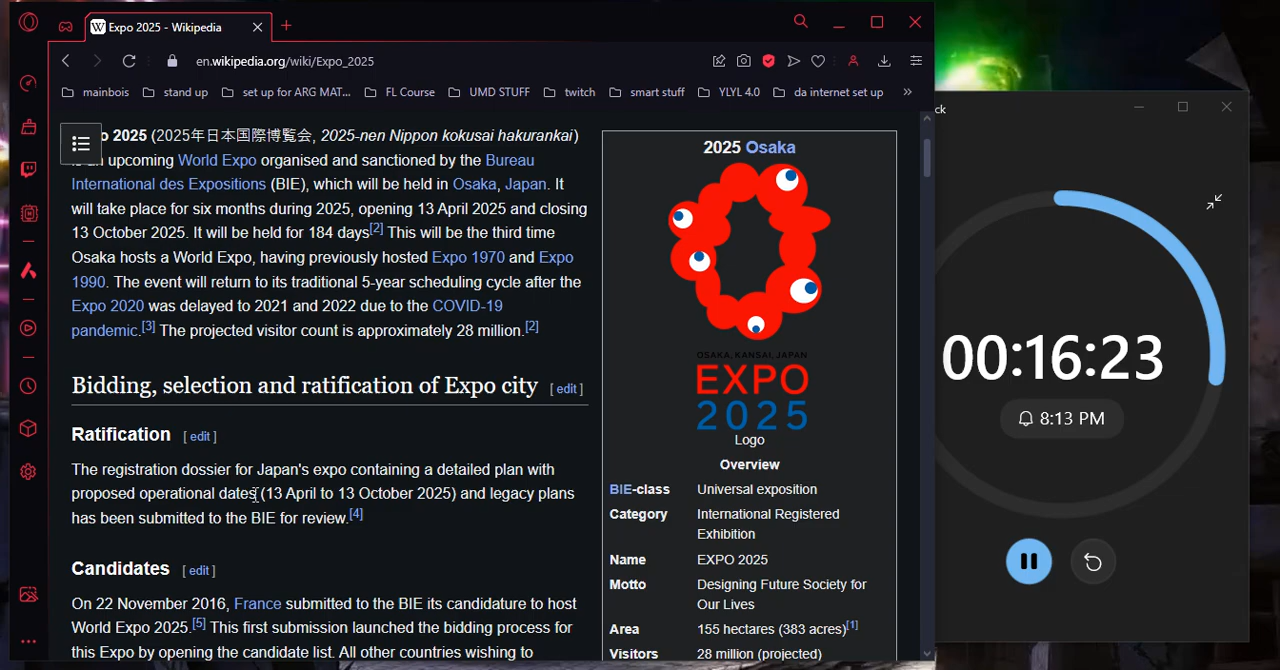 Expo 2025 - Wikipedia
en.wikipedia.org/wiki/Expo_2025
mainbois
stand up
set up for ARG MAT...
FL Course
UMD STUFF
twitch
smart stuff
YLYL 4.0
da internet set up
2025 (2025年日本国際博覧会, 2025-nen Nippon kokusai hakurankai)
upcoming World Expo organised and sanctioned by the Bureau
International des Expositions (BIE), which will be held in Osaka, Japan. It
will take place for six months during 2025, opening 13 April 2025 and closing
13 October 2025. It will be held for 184 days[2] This will be the third time
Osaka hosts a World Expo, having previously hosted Expo 1970 and Expo
1990. The event will return to its traditional 5-year scheduling cycle after the
Expo 2020 was delayed to 2021 and 2022 due to the COVID-19
pandemic.[3] The projected visitor count is approximately 28 million.[2]
Bidding, selection and ratification of Expo city [ edit ]
Ratification [ edit ]
The registration dossier for Japan's expo containing a detailed plan with
proposed operational dates (13 April to 13 October 2025) and legacy plans
has been submitted to the BIE for review.[4]
Candidates [ edit ]
On 22 November 2016, France submitted to the BIE its candidature to host
World Expo 2025.[5] This first submission launched the bidding process for
this Expo by opening the candidate list. All other countries wishing to
2025 Osaka
OSAKA, KANSAI, JAPAN
EXPO
2025
Logo
Overview
BIE-class Universal exposition
Category International Registered
Exhibition
Name EXPO 2025
Motto Designing Future Society for
Our Lives
Area 155 hectares (383 acres)[1]
Visitors 28 million (projected)
ck
00:16:23
8:13 PM